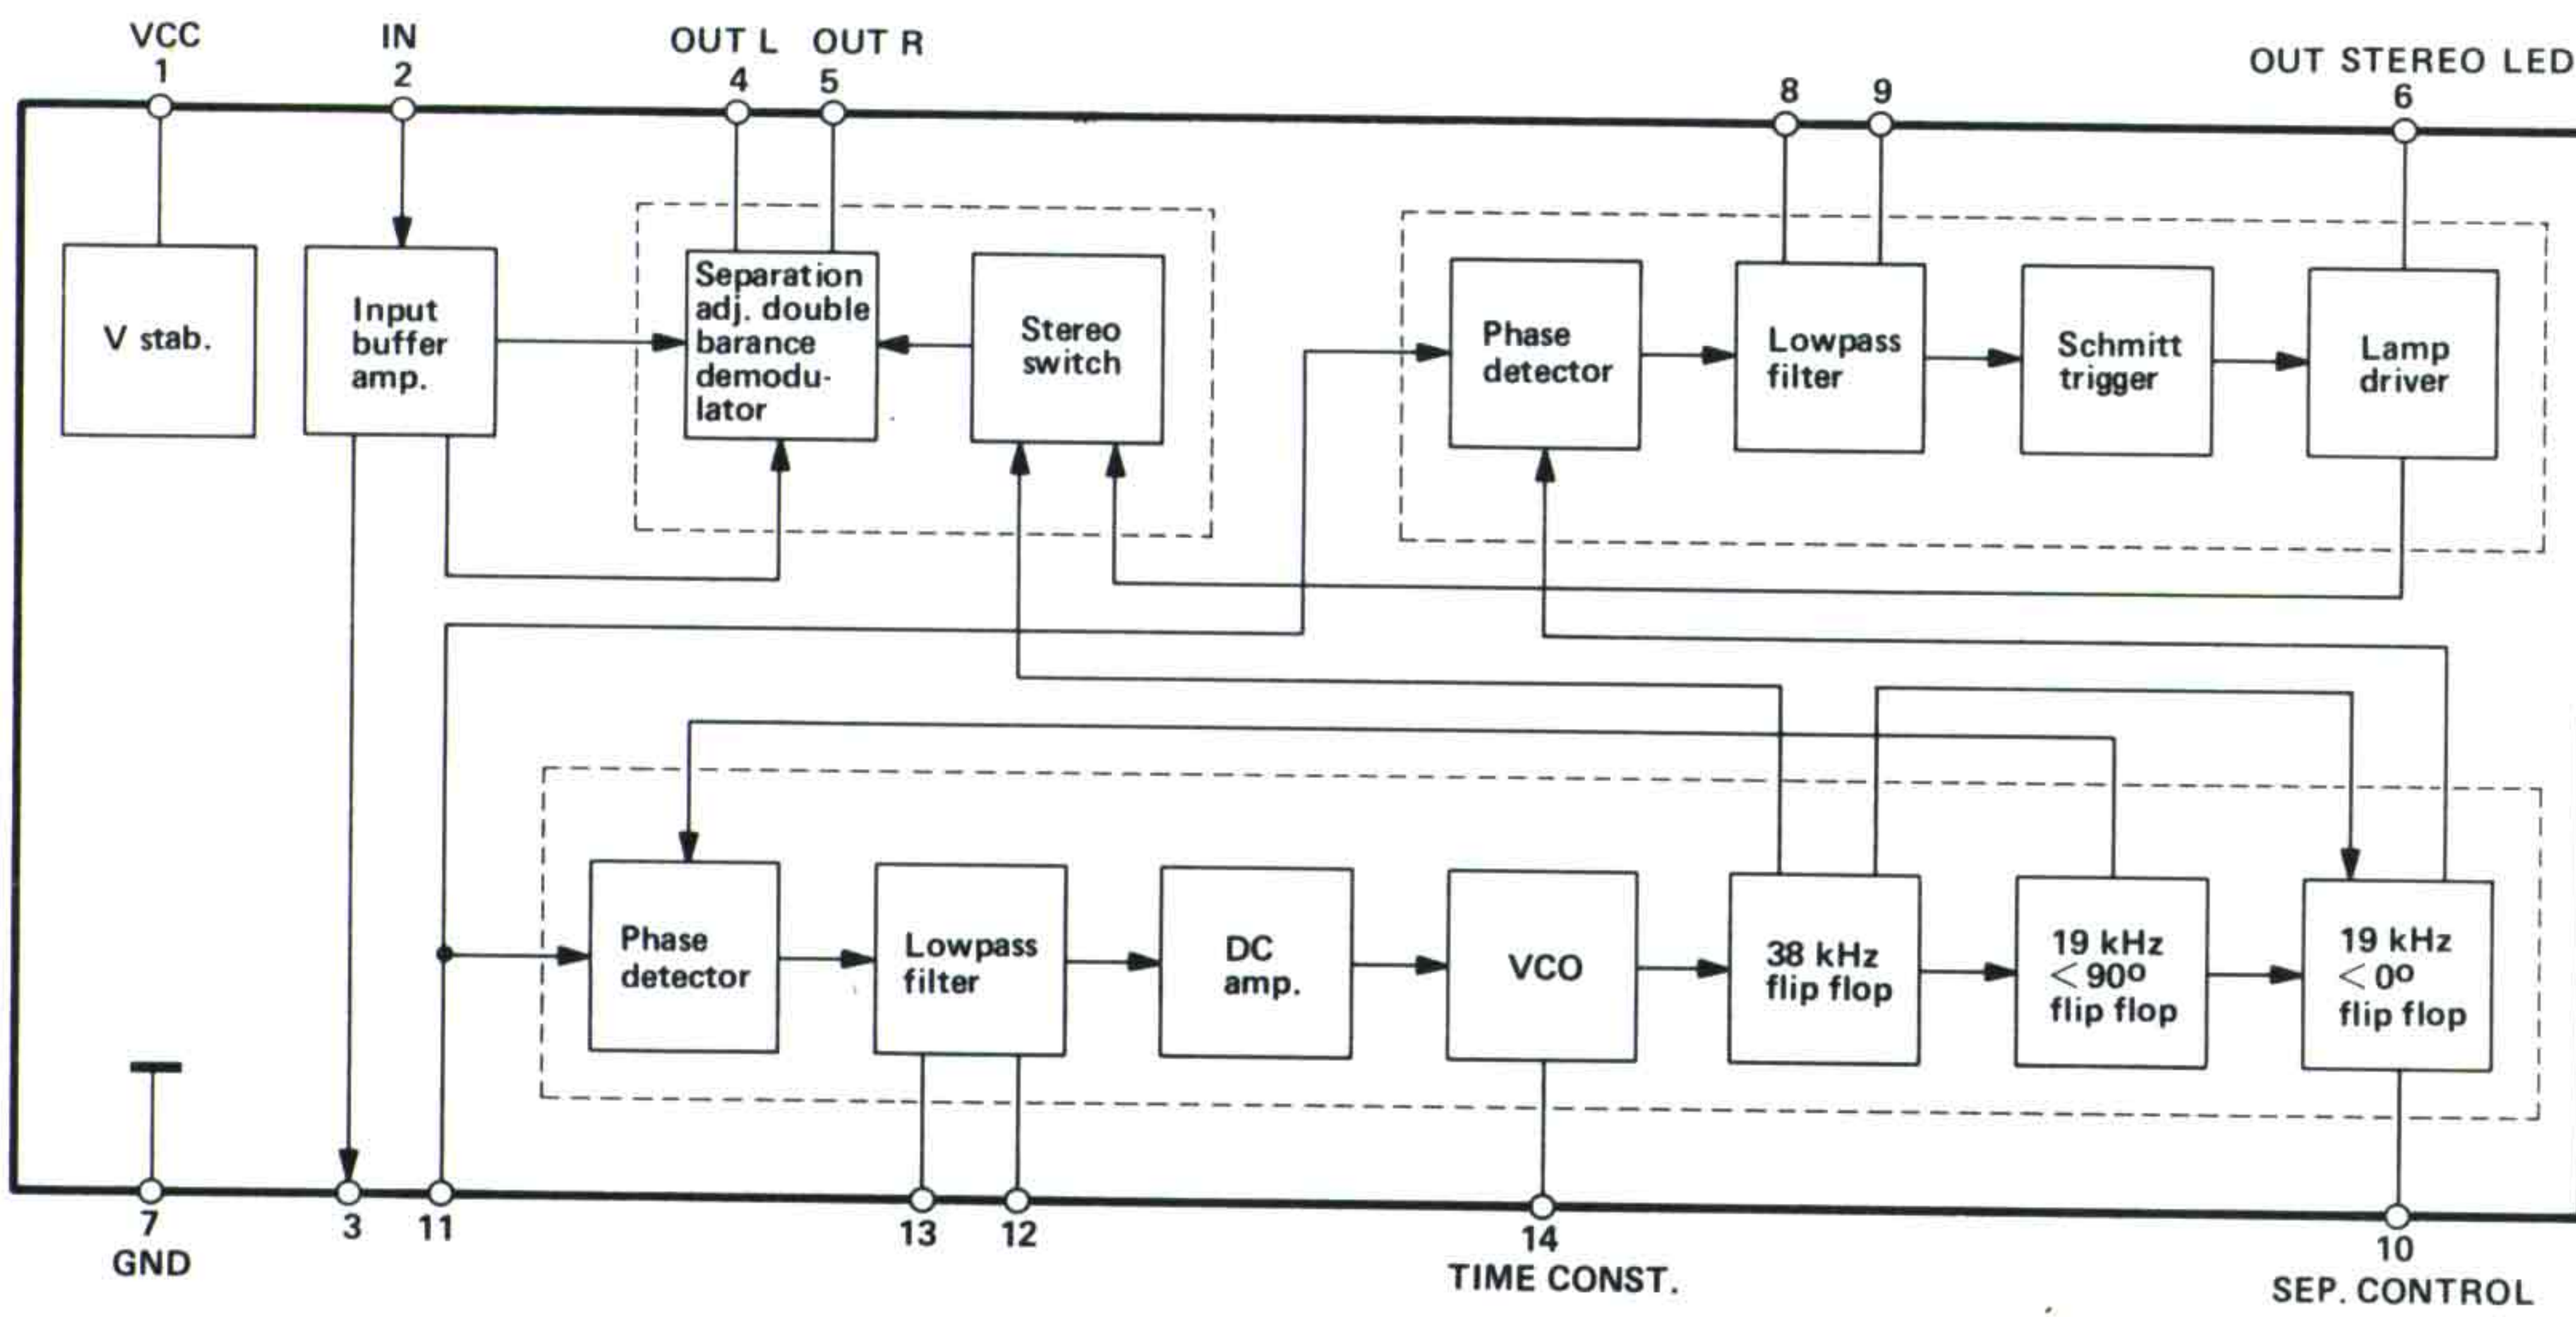 VCC
IN
OUT L
OUT R
OUT STEREO LED
1
2
4
5
8
9
6
V stab.
Input
buffer
amp.
Separation
adj. double
barance
demodu-
lator
Stereo
switch
Phase
detector
Lowpass
filter
Schmitt
trigger
Lamp
driver
Phase
detector
Lowpass
filter
DC
amp.
VCO
38 kHz
flip flop
19 kHz
<90º
flip flop
19 kHz
<0º
flip flop
7
GND
3
11
13
12
14
TIME CONST.
10
SEP. CONTROL